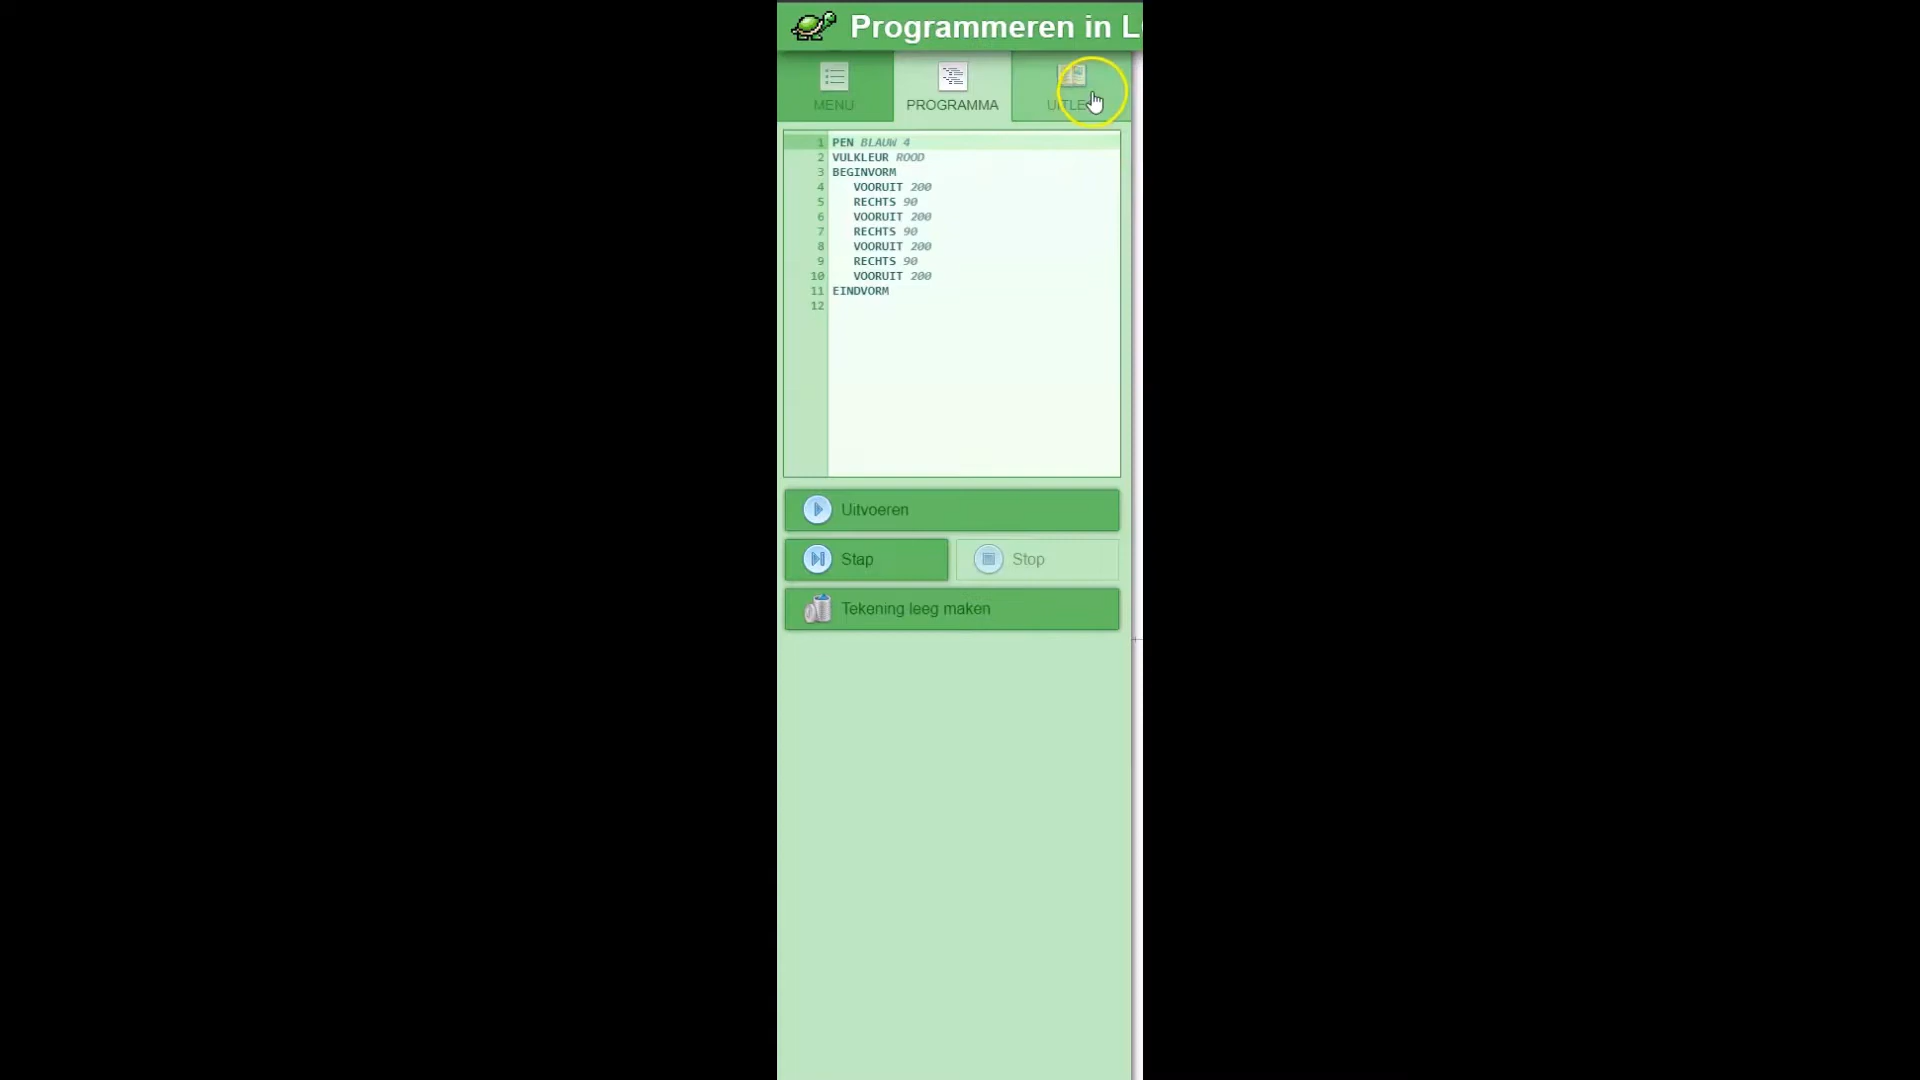 Programmeren in L
MENU
PROGRAMMA
1 PEN BLAUW 4
2 VULKLEUR ROOD
3 BEGINVORM
4 VOORUIT 200
5 RECHTS 90
6 VOORUIT 200
7 RECHTS 90
8 VOORUIT 200
9 RECHTS 90
10 VOORUIT 200
11 EINDVORM
12
Uitvoeren
Stap
Stop
Tekening leeg maken